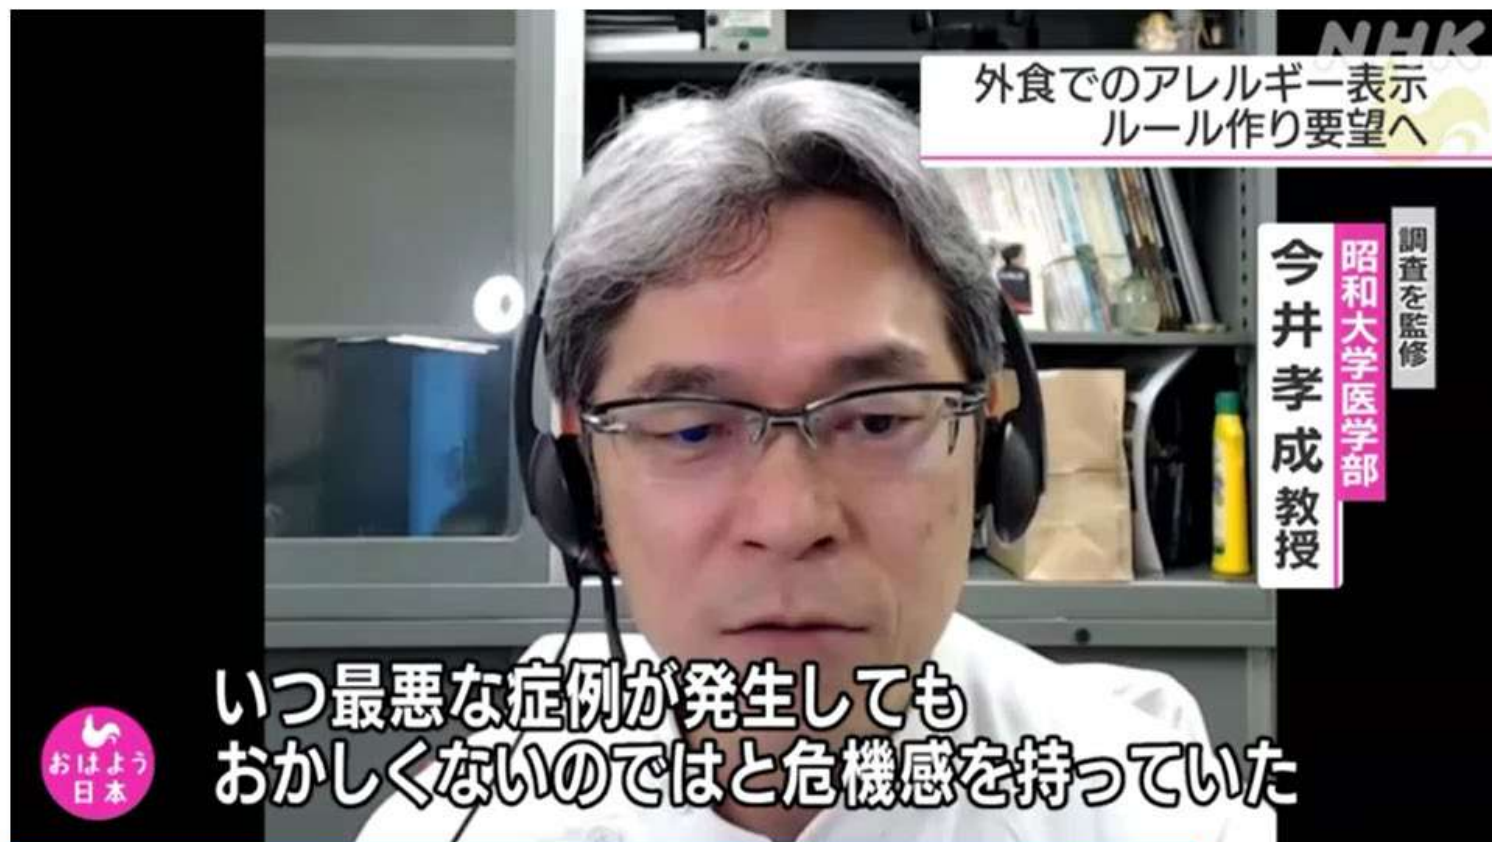 NHK
外食でのアレルギー表示
ルール作り要望へ
調査を監修
昭和大学医学部
今井孝成教授
いつ最悪な症例が発生しても
おかしくないのではと危機感を持っていた
おはよう
日本